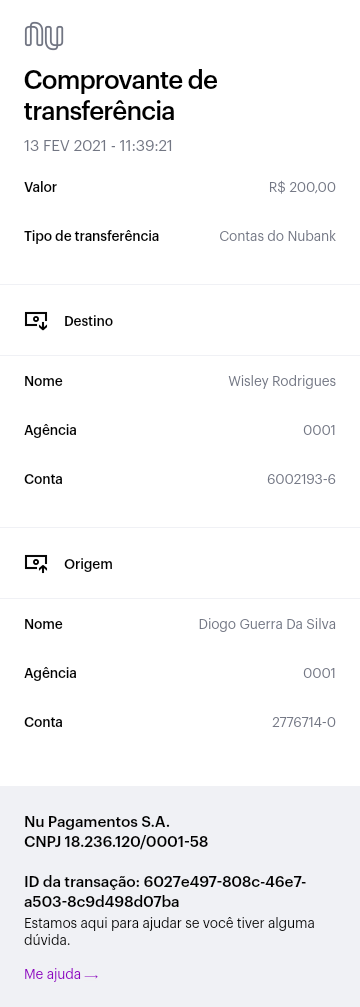 nu
Comprovante de
transferência
13 FEV 2021 - 11:39:21
Valor R$ 200,00
Tipo de transferência Contas do Nubank
Destino
Nome Wisley Rodrigues
Agência 0001
Conta 6002193-6
Origem
Nome Diogo Guerra Da Silva
Agência 0001
Conta 2776714-0
Nu Pagamentos S.A.
CNPJ 18.236.120/0001-58
ID da transação: 6027e497-808c-46e7-
a503-8c9d498d07ba
Estamos aqui para ajudar se você tiver alguma
dúvida.
Me ajuda →